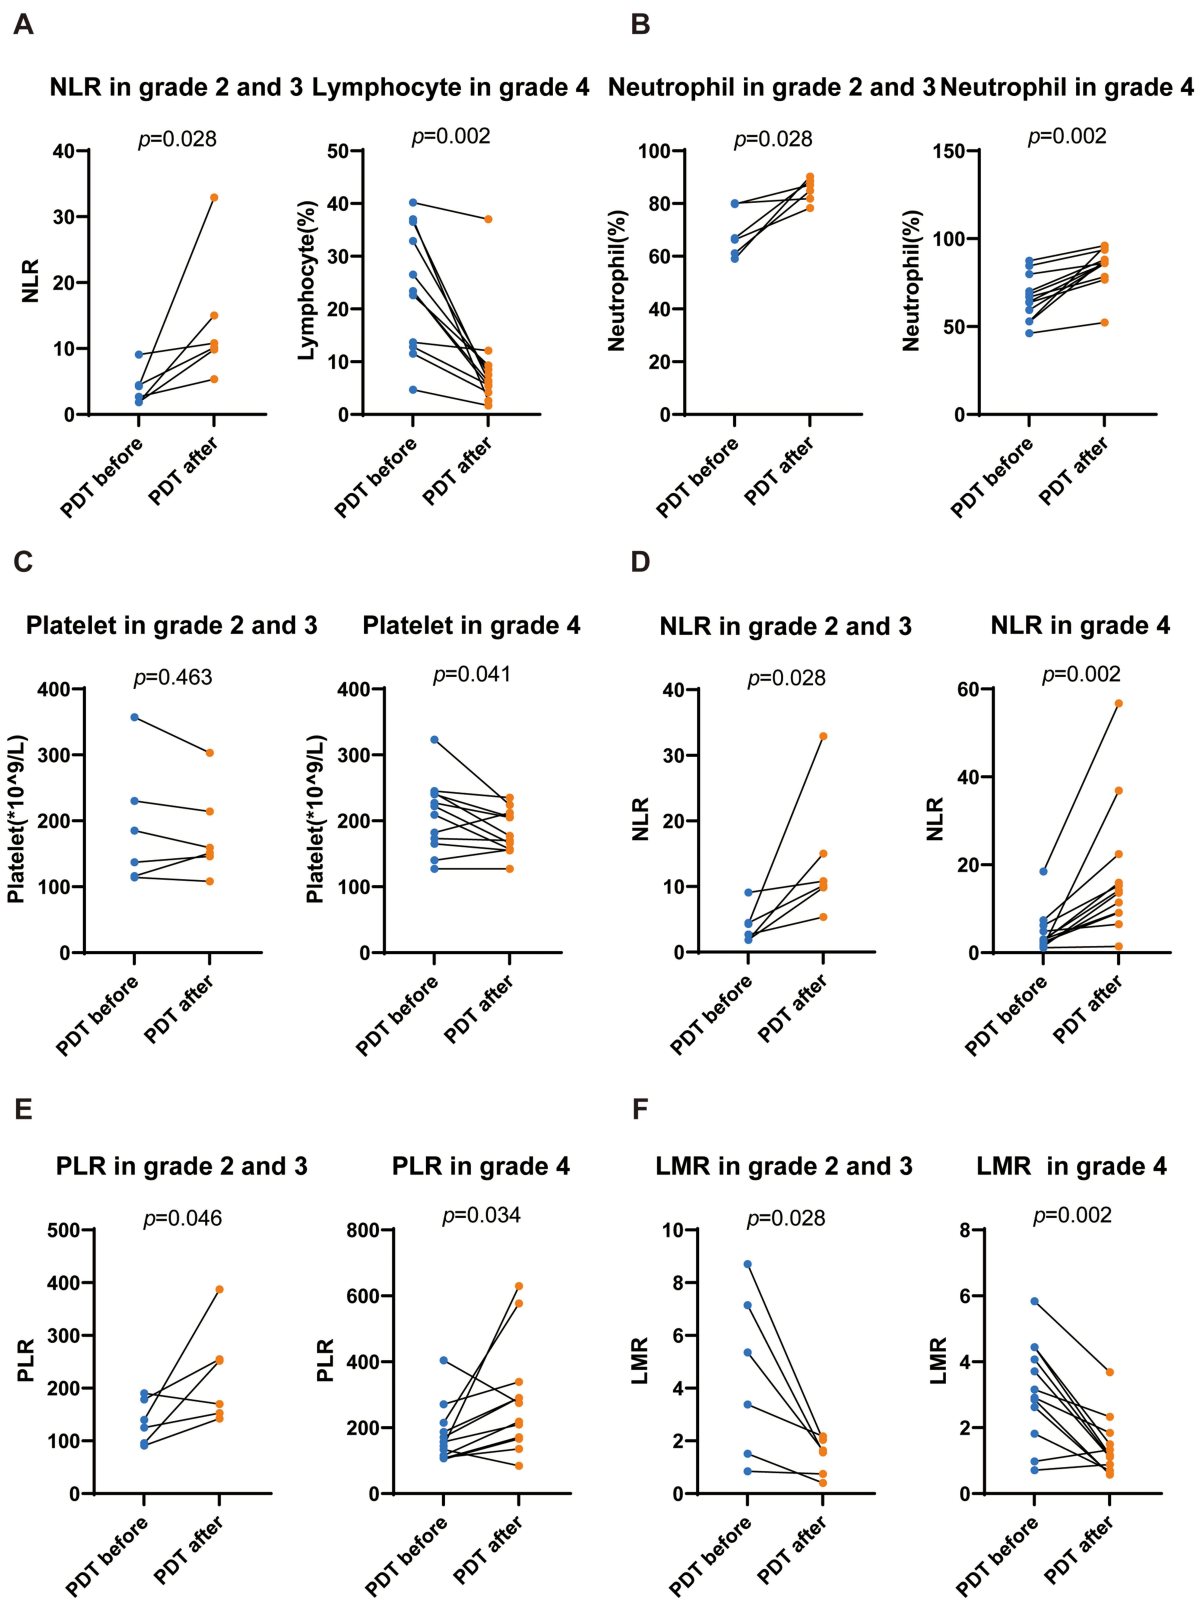 A
B
NLR in grade 2 and 3
Lymphocyte in grade 4
Neutrophil in grade 2 and 3
Neutrophil in grade 4
p=0.028
p=0.002
p=0.028
p=0.002
NLR
40
30
20
10
0
PDT before
PDT after
Lymphocyte(%)
50
40
30
20
10
0
PDT before
PDT after
Neutrophil(%)
100
80
60
40
20
0
PDT before
PDT after
Neutrophil(%)
150
100
50
0
PDT before
PDT after
C
D
Platelet in grade 2 and 3
Platelet in grade 4
NLR in grade 2 and 3
NLR in grade 4
p=0.463
p=0.041
p=0.028
p=0.002
Platelet(*10^9/L)
400
300
200
100
0
PDT before
PDT after
Platelet(*10^9/L)
400
300
200
100
0
PDT before
PDT after
NLR
40
30
20
10
0
PDT before
PDT after
NLR
60
40
20
0
PDT before
PDT after
E
F
PLR in grade 2 and 3
PLR in grade 4
LMR in grade 2 and 3
LMR  in grade 4
p=0.046
p=0.034
p=0.028
p=0.002
PLR
500
400
300
200
100
0
PDT before
PDT after
PLR
800
600
400
200
0
PDT before
PDT after
LMR
10
8
6
4
2
0
PDT before
PDT after
LMR
8
6
4
2
0
PDT before
PDT after